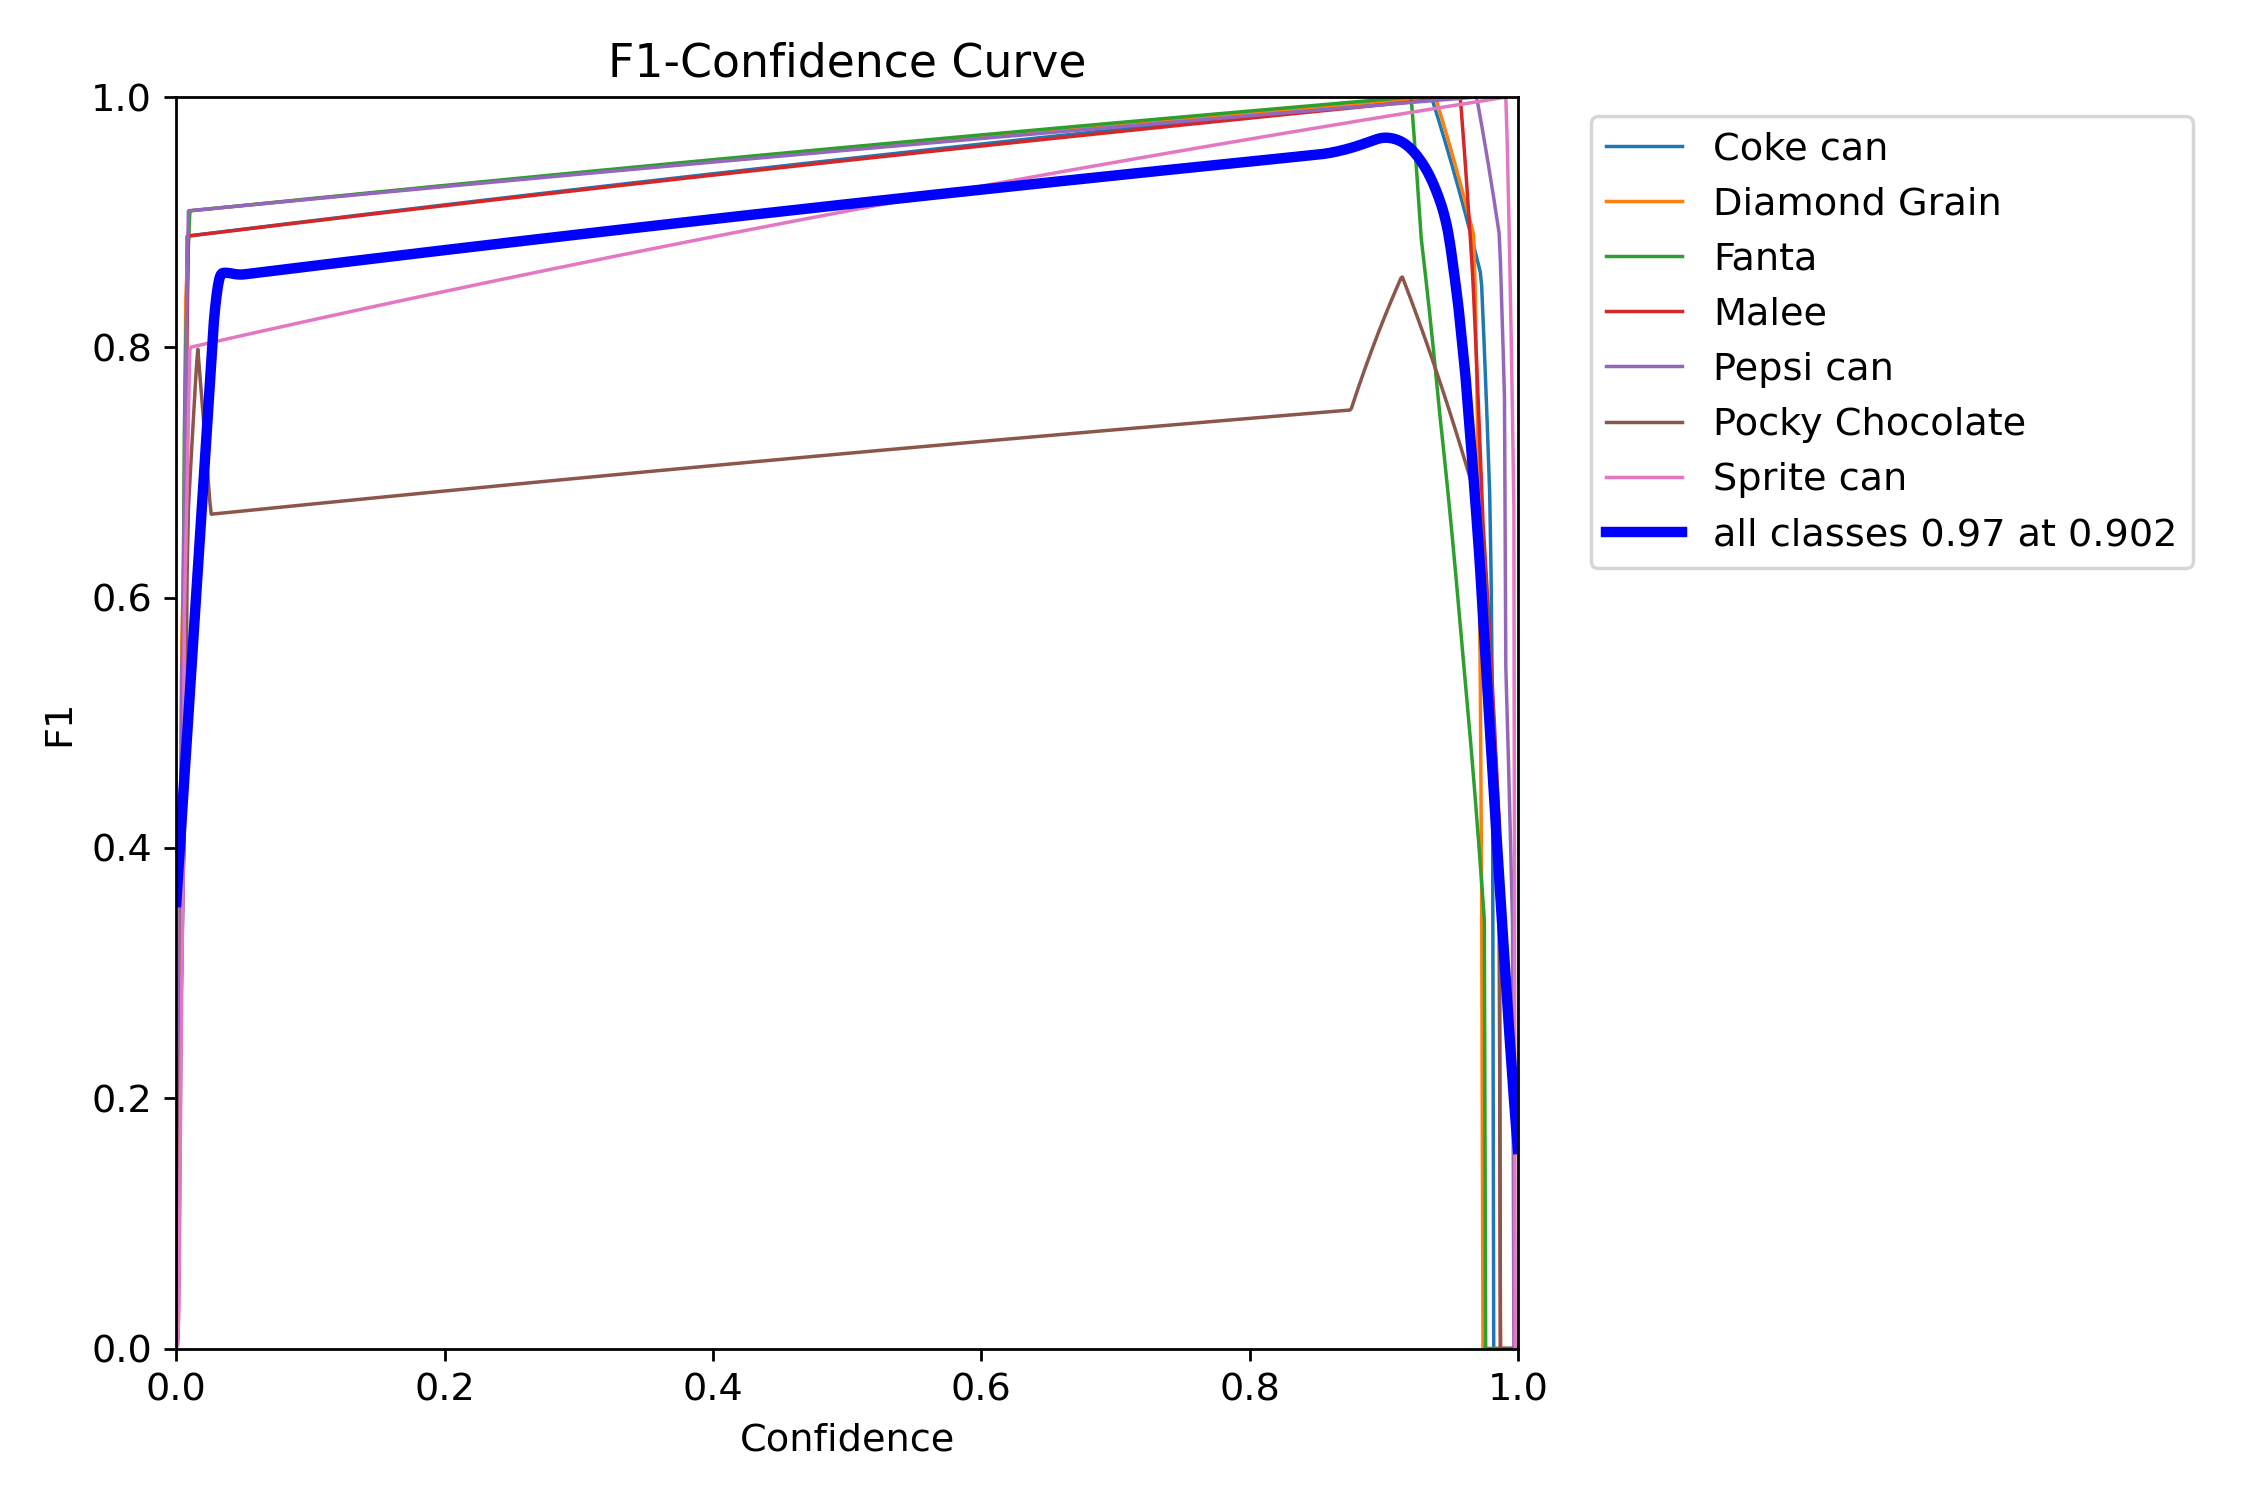 F1-Confidence Curve
1.0
0.8
0.6
0.4
0.2
0.0
F1
0.0 0.2 0.4 0.6 0.8 1.0
Confidence
Coke can
Diamond Grain
Fanta
Malee
Pepsi can
Pocky Chocolate
Sprite can
all classes 0.97 at 0.902